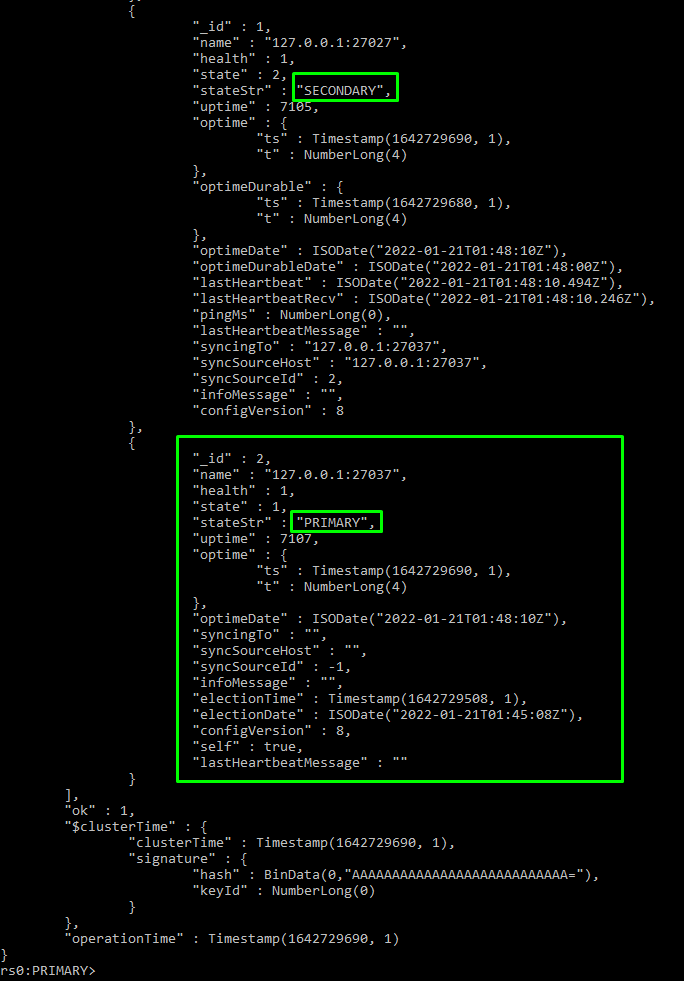 },
{
"_id" : 1,
"name" : "127.0.0.1:27027",
"health" : 1,
"state" : 2,
"stateStr" : "SECONDARY",
"uptime" : 7105,
"optime" : {
"ts" : Timestamp(1642729690, 1),
"t" : NumberLong(4)
},
"optimeDurable" : {
"ts" : Timestamp(1642729680, 1),
"t" : NumberLong(4)
},
"optimeDate" : ISODate("2022-01-21T01:48:10Z"),
"optimeDurableDate" : ISODate("2022-01-21T01:48:00Z"),
"lastHeartbeat" : ISODate("2022-01-21T01:48:10.494Z"),
"lastHeartbeatRecv" : ISODate("2022-01-21T01:48:10.246Z"),
"pingMs" : NumberLong(0),
"lastHeartbeatMessage" : "",
"syncingTo" : "127.0.0.1:27037",
"syncSourceHost" : "127.0.0.1:27037",
"syncSourceId" : 2,
"infoMessage" : "",
"configVersion" : 8
},
{
"_id" : 2,
"name" : "127.0.0.1:27037",
"health" : 1,
"state" : 1,
"stateStr" : "PRIMARY",
"uptime" : 7107,
"optime" : {
"ts" : Timestamp(1642729690, 1),
"t" : NumberLong(4)
},
"optimeDate" : ISODate("2022-01-21T01:48:10Z"),
"syncingTo" : "",
"syncSourceHost" : "",
"syncSourceId" : -1,
"infoMessage" : "",
"electionTime" : Timestamp(1642729508, 1),
"electionDate" : ISODate("2022-01-21T01:45:08Z"),
"configVersion" : 8,
"self" : true,
"lastHeartbeatMessage" : ""
}
],
"ok" : 1,
"$clusterTime" : {
"clusterTime" : Timestamp(1642729690, 1),
"signature" : {
"hash" : BinData(0,"AAAAAAAAAAAAAAAAAAAAAAAAAAA="),
"keyId" : NumberLong(0)
}
},
"operationTime" : Timestamp(1642729690, 1)
}
rs0:PRIMARY>